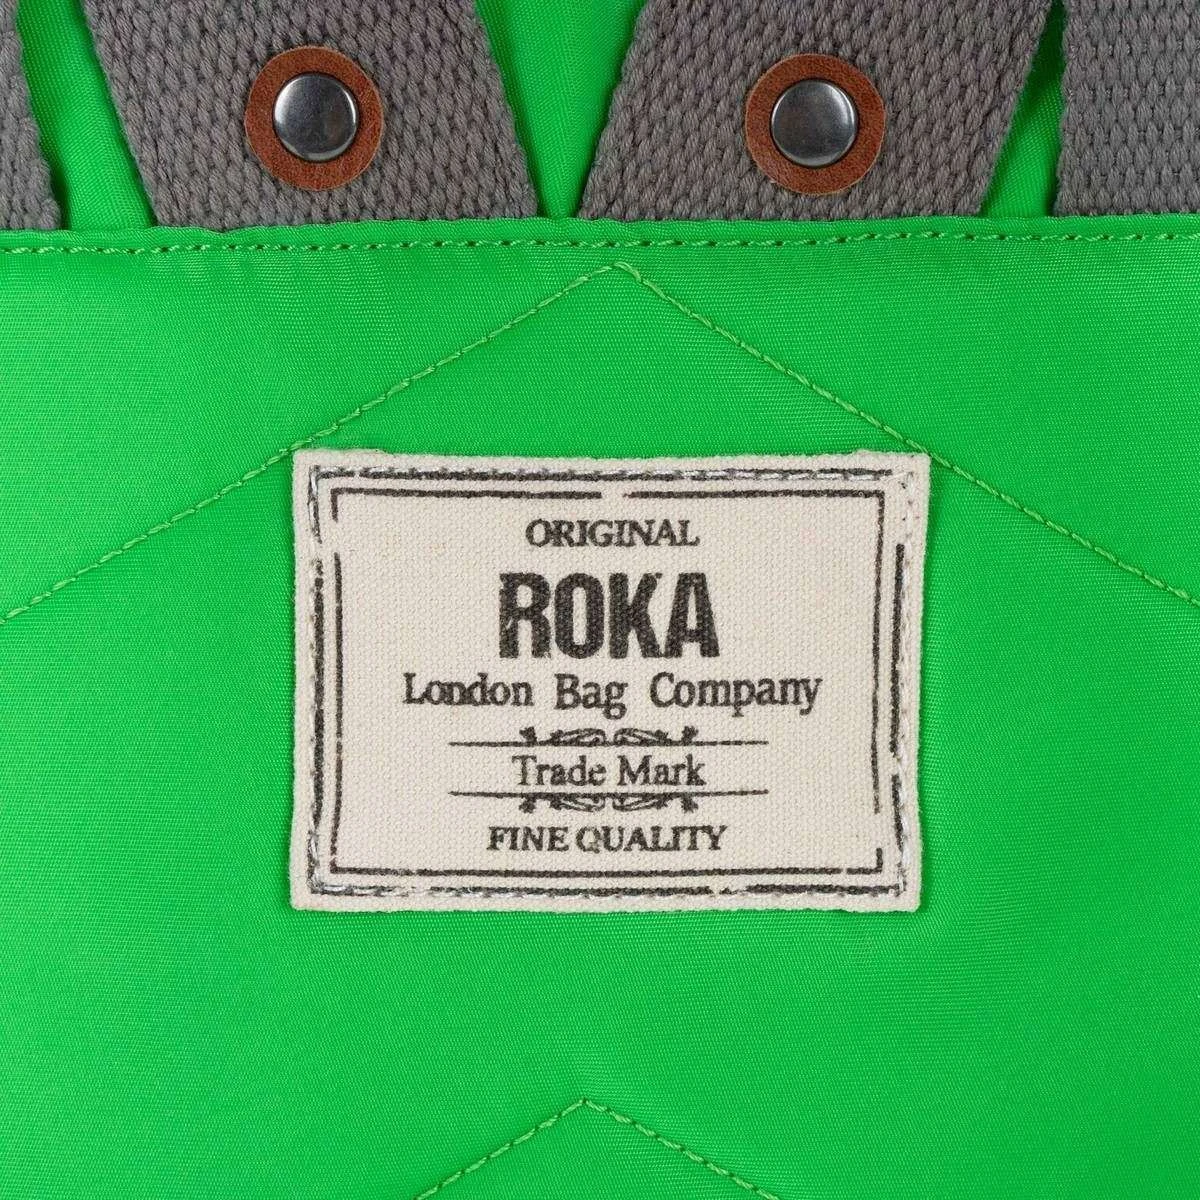 ORIGINAL
ROKA
London Bag Company
Trade Mark
FINE QUALITY